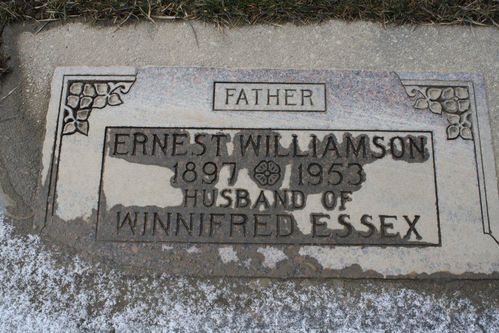 FATHER
ERNEST WILLIAMSON
1897 1953
HUSBAND OF
WINNIFRED ESSEX